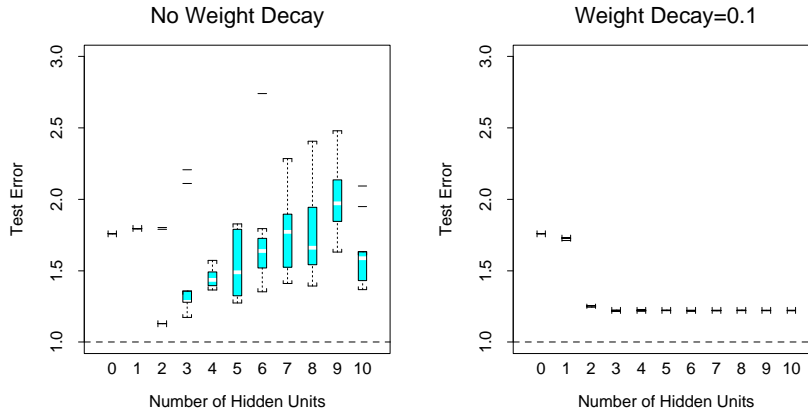 No Weight Decay
Weight Decay=0.1
Test Error
3.0
2.5
2.0
1.5
1.0
0 1 2 3 4 5 6 7 8 9 10
Number of Hidden Units
Test Error
3.0
2.5
2.0
1.5
1.0
0 1 2 3 4 5 6 7 8 9 10
Number of Hidden Units